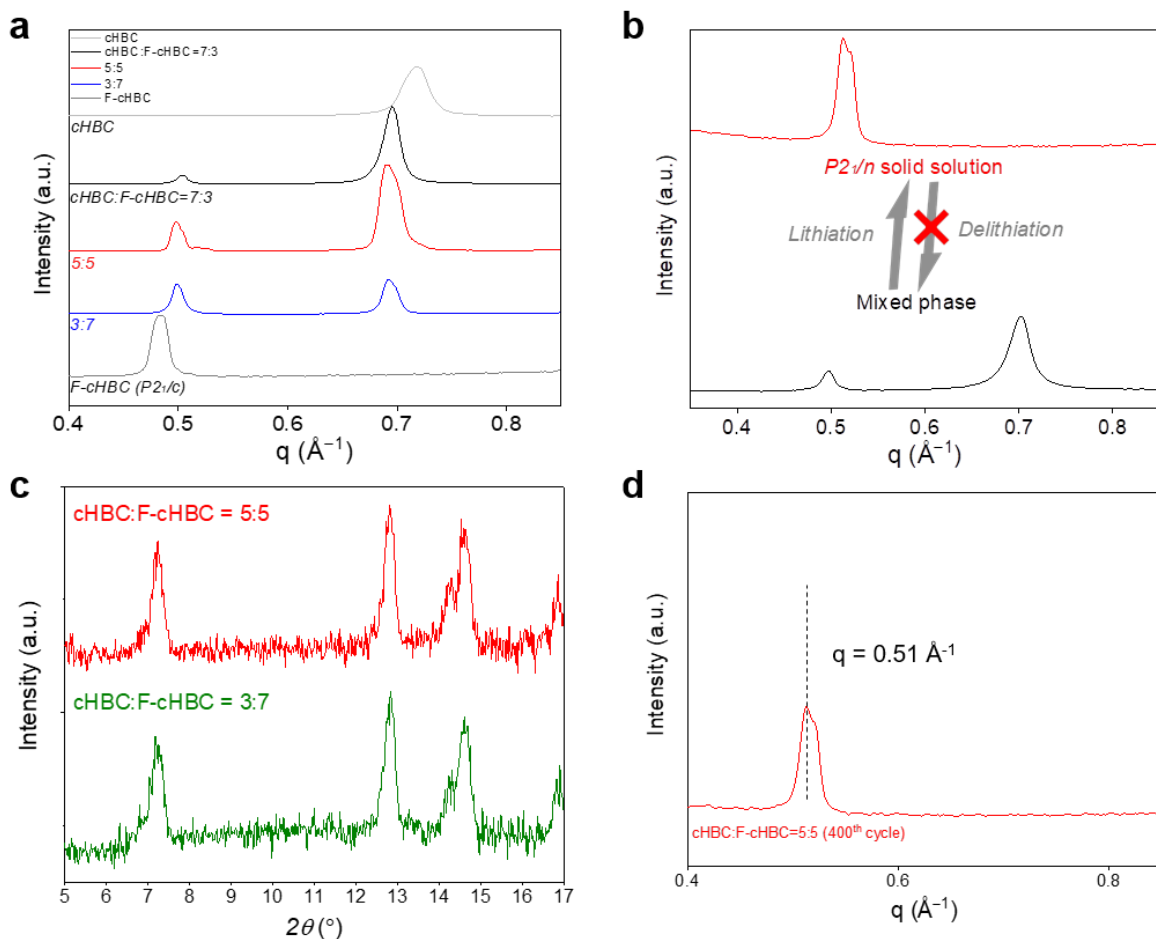 a
Intensity (a.u.)
cHBC
cHBC:F-cHBC=7:3
5:5
3:7
F-cHBC
cHBC
cHBC:F-cHBC=7:3
5:5
3:7
F-cHBC (P2₁/c)
0.4 0.5 0.6 0.7 0.8
q (Å⁻¹)
b
Intensity (a.u.)
P2₁/n solid solution
Lithiation Delithiation
Mixed phase
0.4 0.5 0.6 0.7 0.8
q (Å⁻¹)
c
Intensity (a.u.)
cHBC:F-cHBC = 5:5
cHBC:F-cHBC = 3:7
5 6 7 8 9 10 11 12 13 14 15 16 17
2θ (°)
d
Intensity (a.u.)
q = 0.51 Å⁻¹
cHBC:F-cHBC=5:5 (400ᵗʰ cycle)
0.4 0.6 0.8
q (Å⁻¹)